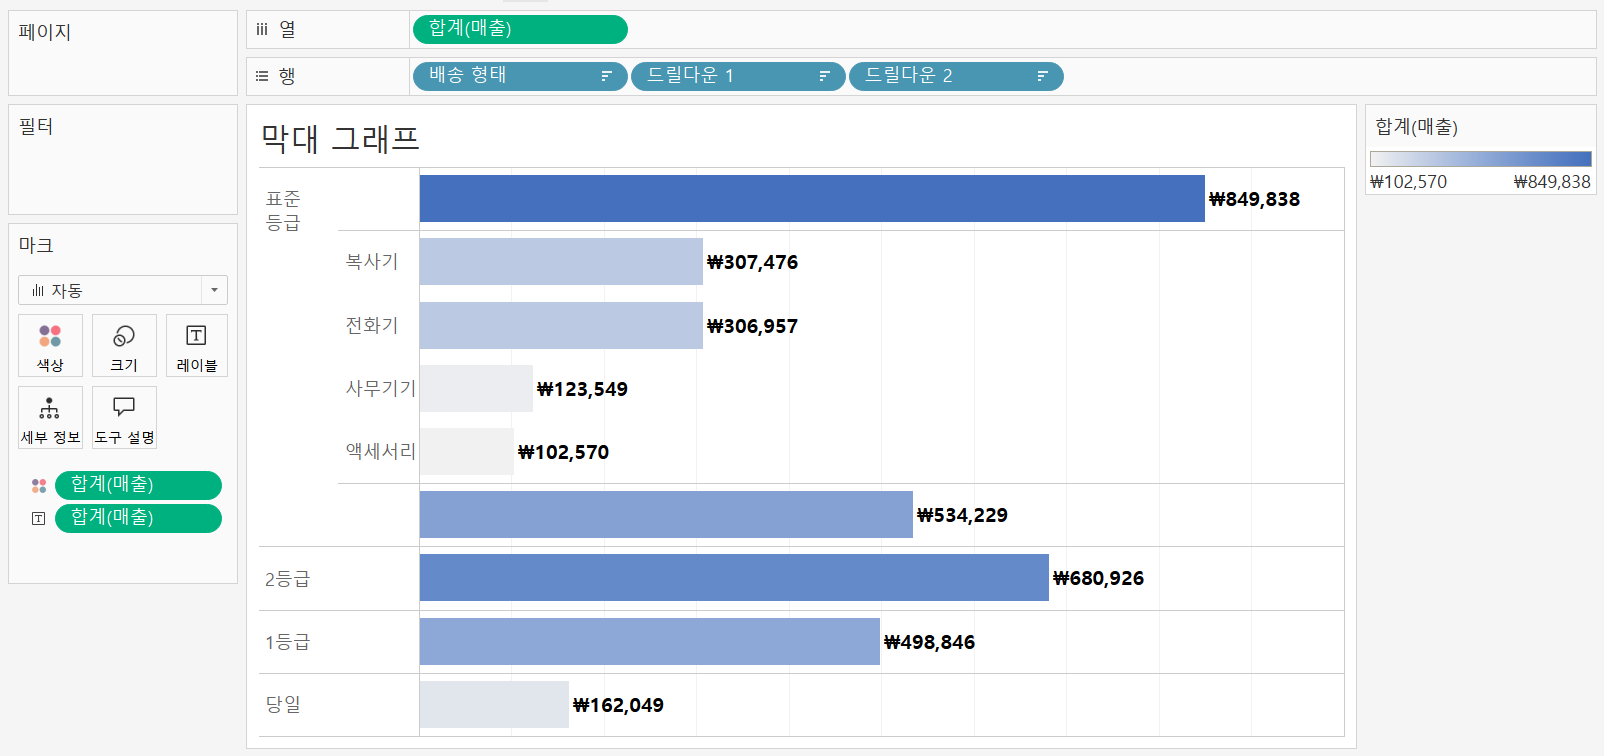 페이지
열
합계(매출)
행
배송 형태
드릴다운 1
드릴다운 2
필터
마크
자동
색상
크기
레이블
세부 정보
도구 설명
합계(매출)
합계(매출)
막대 그래프
표준
등급
₩849,838
복사기
₩307,476
전화기
₩306,957
사무기기
₩123,549
액세서리
₩102,570
₩534,229
2등급
₩680,926
1등급
₩498,846
당일
₩162,049
합계(매출)
₩102,570
₩849,838